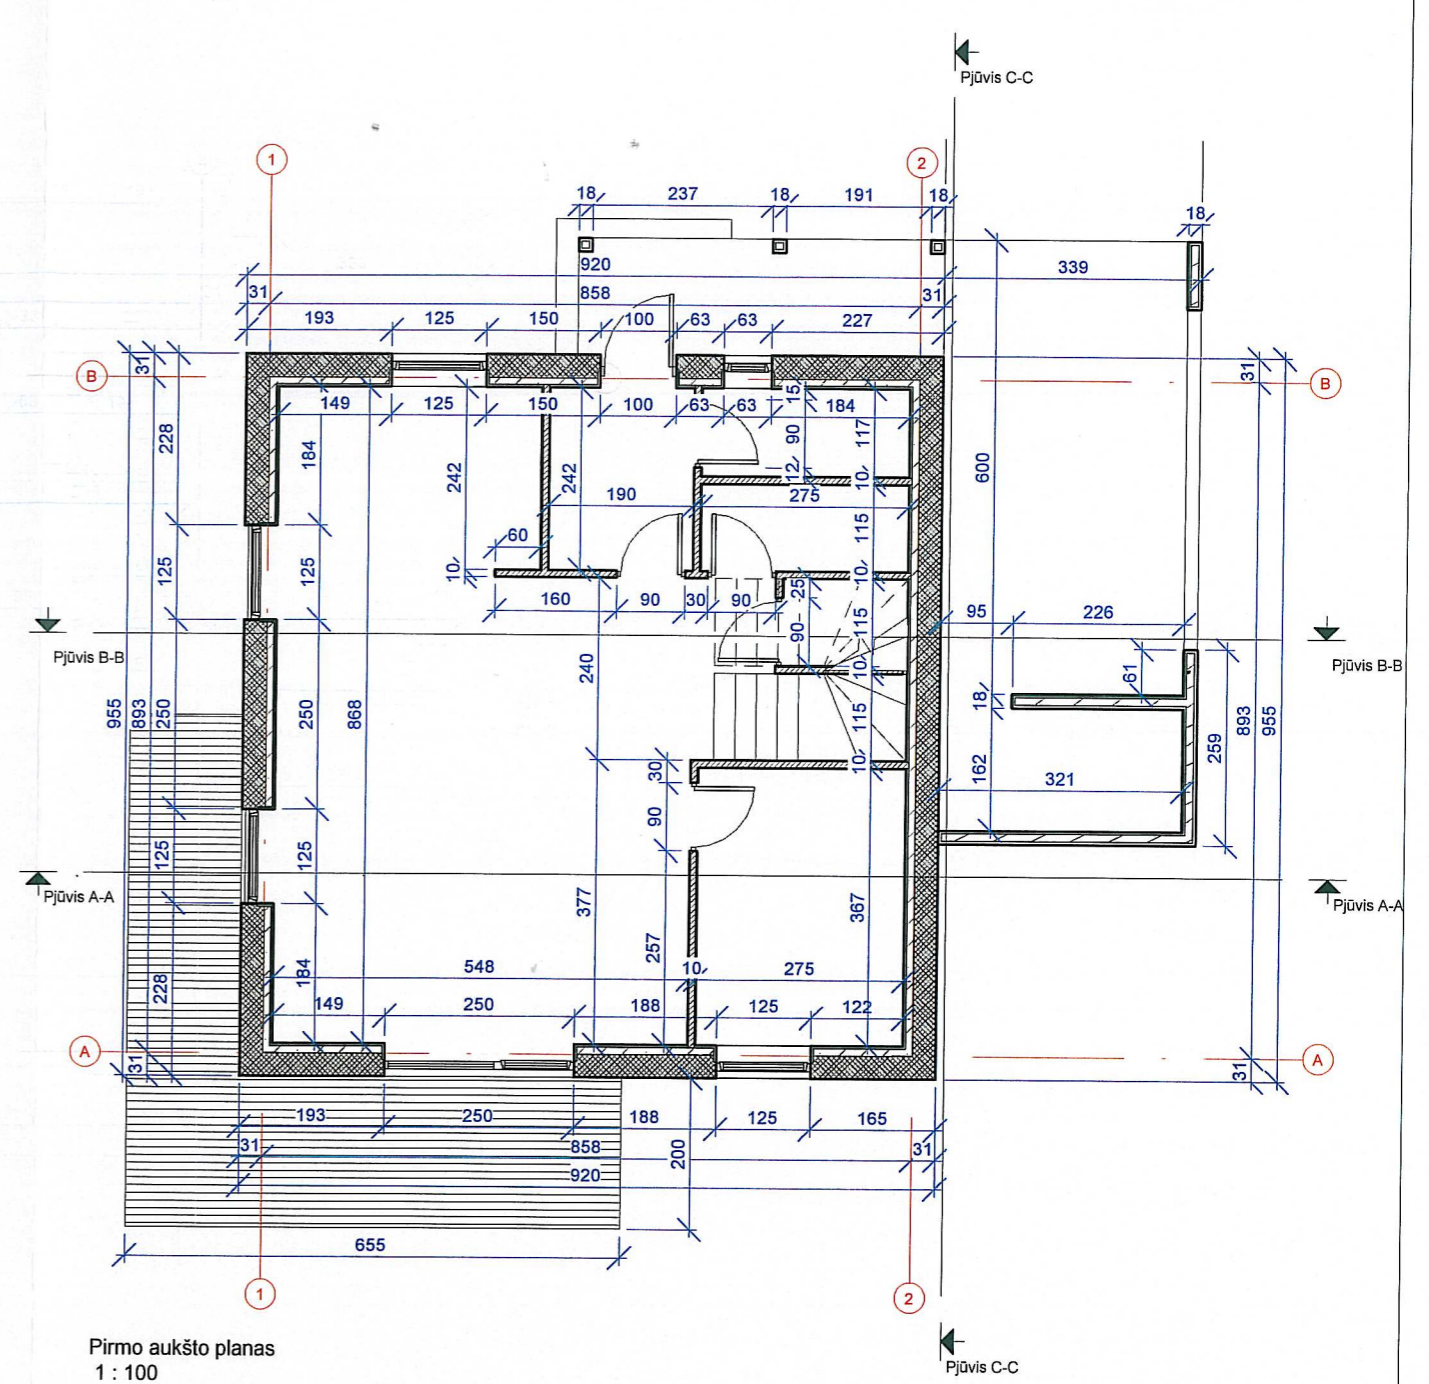 Pjūvis C-C
1
2
18 237 18 191 18
18
920
339
31 858 31
193 125 150 100 63 63 227
B
31
31
B
149 125 150 100 63 63 184
15
228
184
242
242
90
117
600
12
10
190 275
60
115
125
125
10
10
160 90 30 90
25
115
95 226
Pjūvis B-B
90
Pjūvis B-B
240
10
61
955
893
250
250
868
18
115
259
893
955
30
10
162
321
90
125
125
Pjūvis A-A
377
367
Pjūvis A-A
257
548 10 275
228
184
149 250 188 125 122
A
31
31
A
193 250 188 125 165
31 858 31
200
920
655
1
2
Pirmo aukšto planas
1 : 100
Pjūvis C-C